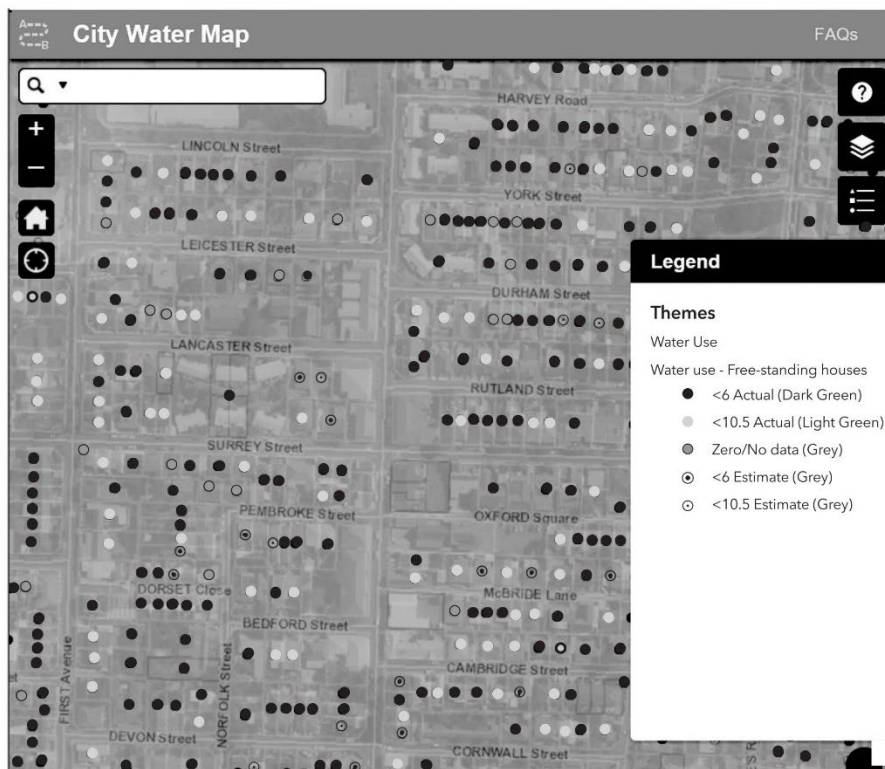 A
B
City Water Map
FAQs
HARVEY Road
LINCOLN Street
YORK Street
LEICESTER Street
Legend
DURHAM Street
Themes
Water Use
LANCASTER Street
Water use - Free-standing houses
RUTLAND Street
<6 Actual (Dark Green)
<10.5 Actual (Light Green)
SURREY Street
Zero/No data (Grey)
<6 Estimate (Grey)
PEMBROKE Street
OXFORD Square
<10.5 Estimate (Grey)
DORSET Close
McBRIDE Lane
BEDFORD Street
CAMBRIDGE Street
FIRST Avenue
NORFOLK Street
DEVON Street
CORNWALL Street